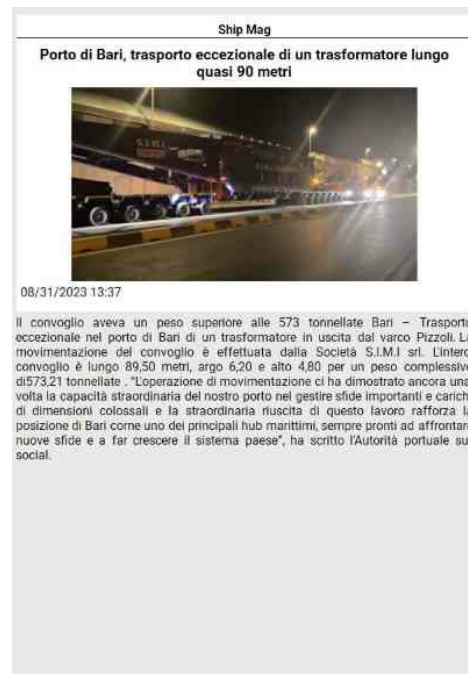 Ship Mag
Porto di Bari, trasporto eccezionale di un trasformatore lungo
quasi 90 metri
S.I.M.I.
08/31/2023 13:37
Il convoglio aveva un peso superiore alle 573 tonnellate Bari – Trasporto
eccezionale nel porto di Bari di un trasformatore in uscita dal varco Pizzoli. La
movimentazione del convoglio è effettuata dalla Società S.I.M.I srl. L'intero
convoglio è lungo 89,50 metri, argo 6,20 e alto 4,80 per un peso complessivo
di573,21 tonnellate . "L'operazione di movimentazione ci ha dimostrato ancora una
volta la capacità straordinaria del nostro porto nel gestire sfide importanti e carichi
di dimensioni colossali e la straordinaria riuscita di questo lavoro rafforza la
posizione di Bari come uno dei principali hub marittimi, sempre pronti ad affrontare
nuove sfide e a far crescere il sistema paese", ha scritto l'Autorità portuale sui
social.